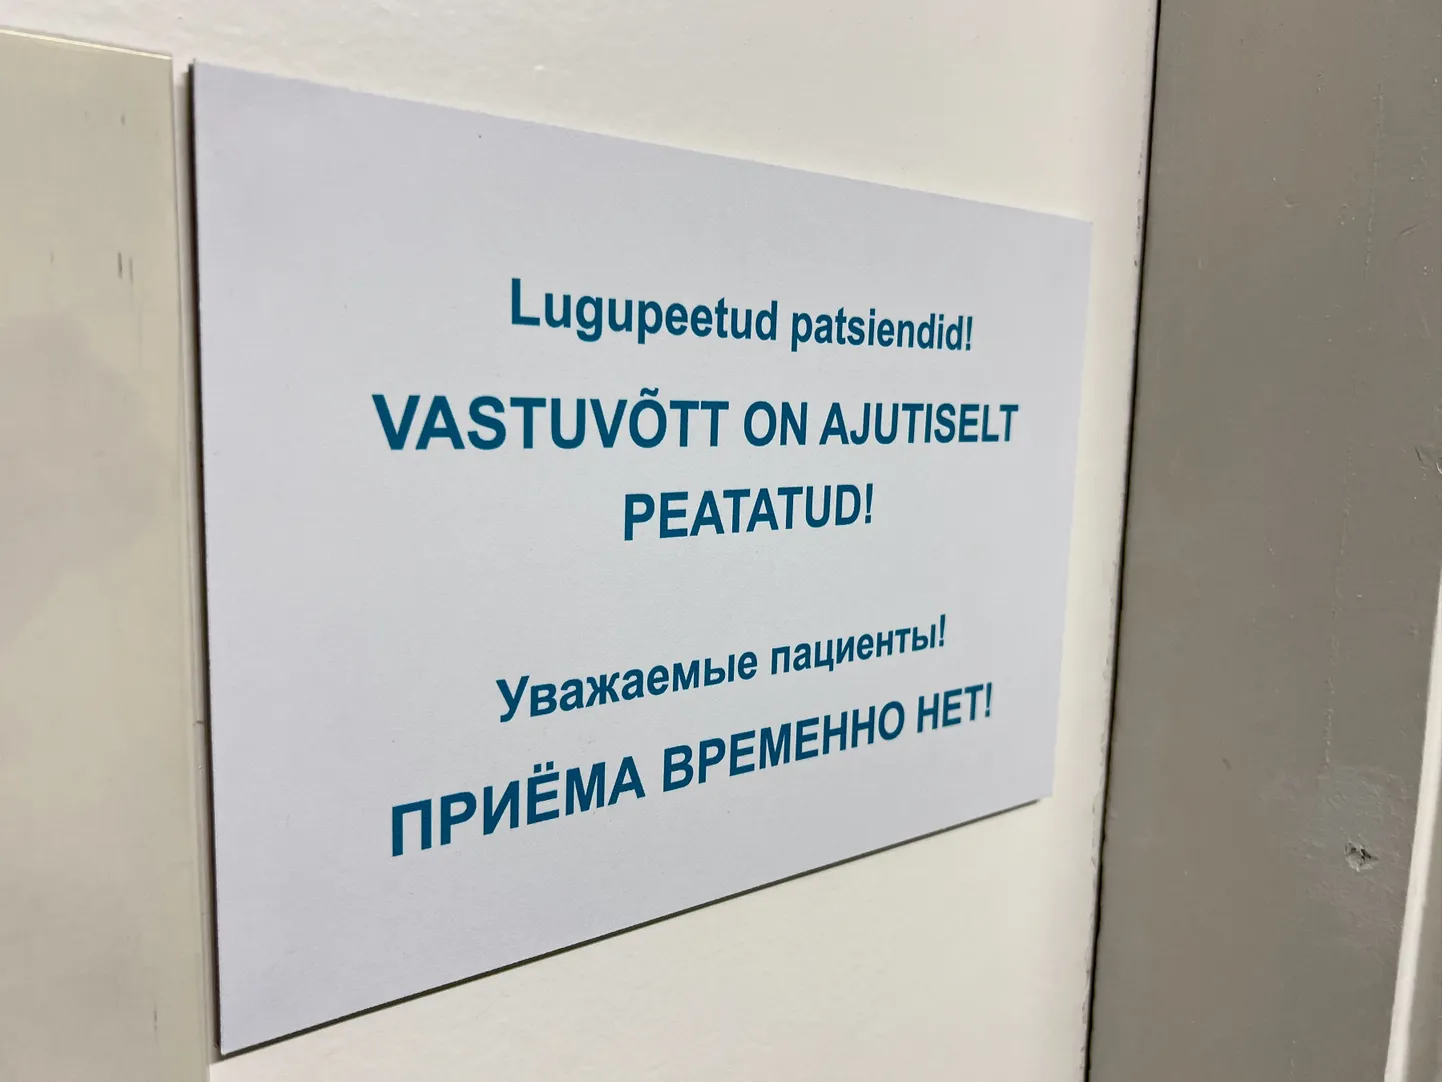 Lugupeetud patsiendid!
VASTUVÕTT ON AJUTISELT
PEATATUD!
Уважаемые пациенты!
ПРИЁМА ВРЕМЕННО НЕТ!